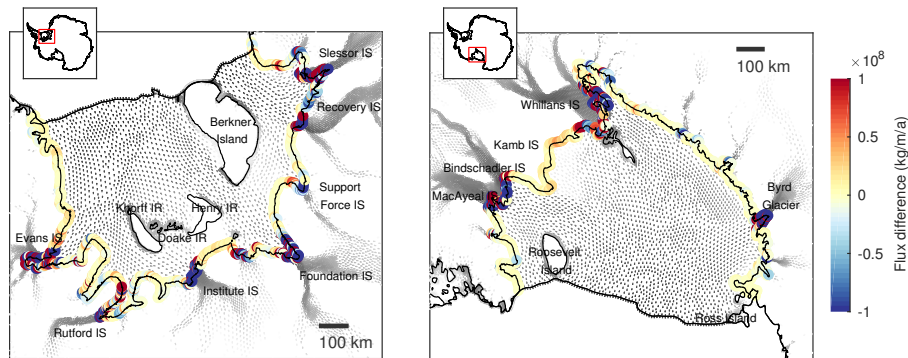 Slessor IS
Recovery IS
Berkner
Island
Support
Force IS
Korff IR
Henry IR
Doake IR
Evans IS
Foundation IS
Institute IS
Rutford IS
100 km
100 km
Whillans IS
Kamb IS
Bindschadler IS
MacAyeal IS
Byrd
Glacier
Roosevelt
Island
Ross Island
×10⁸
1
0.5
0
-0.5
-1
Flux difference (kg/m/a)